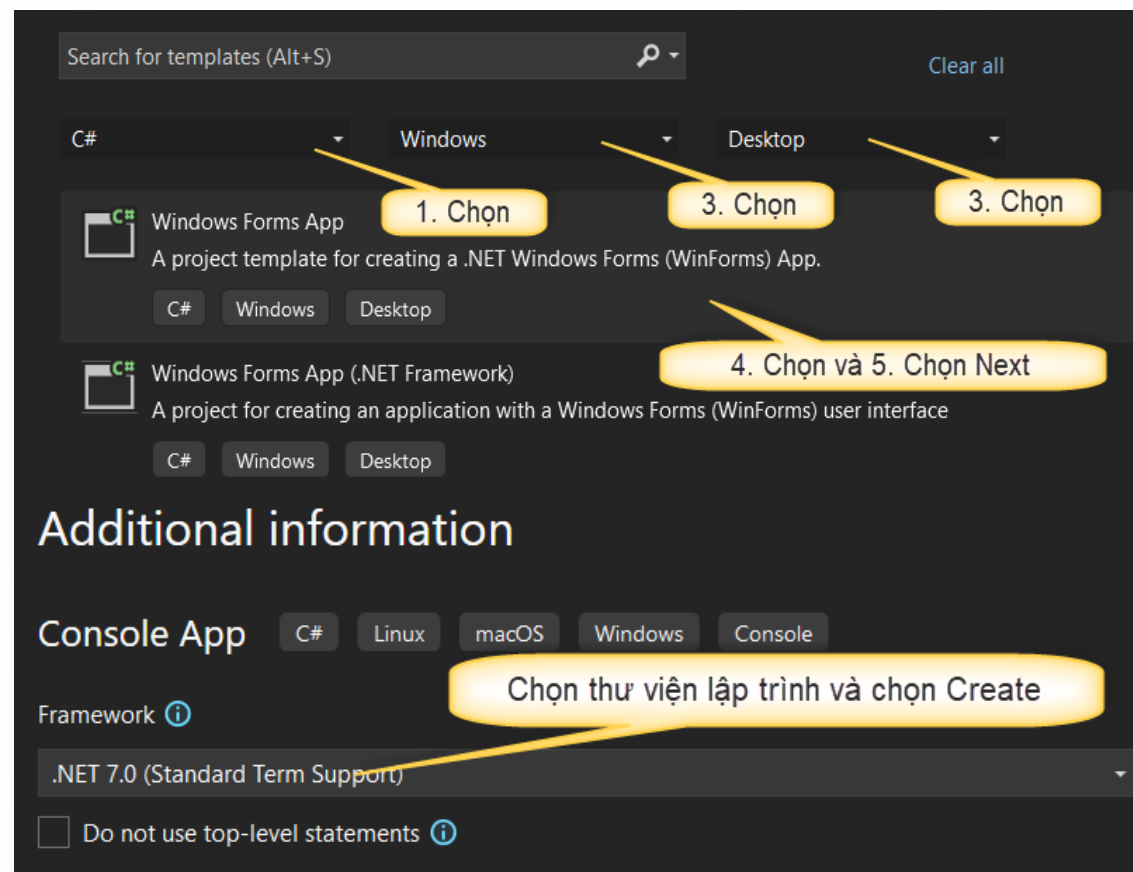 Search for templates (Alt+S)
Clear all
C#
Windows
Desktop
1. Chọn
3. Chọn
3. Chọn
C#
Windows Forms App
A project template for creating a .NET Windows Forms (WinForms) App.
C# Windows Desktop
4. Chọn và 5. Chọn Next
C#
Windows Forms App (.NET Framework)
A project for creating an application with a Windows Forms (WinForms) user interface
C# Windows Desktop
Additional information
Console App C# Linux macOS Windows Console
Chọn thư viện lập trình và chọn Create
Framework
.NET 7.0 (Standard Term Support)
Do not use top-level statements